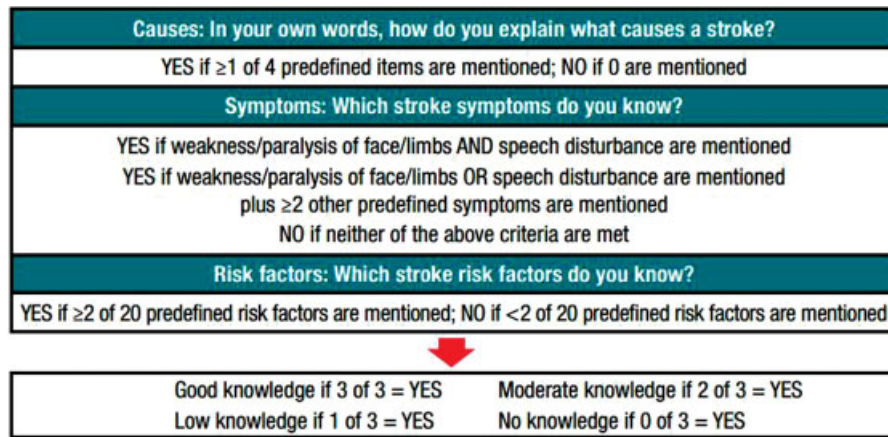 Causes: In your own words, how do you explain what causes a stroke?
YES if ≥1 of 4 predefined items are mentioned; NO if 0 are mentioned
Symptoms: Which stroke symptoms do you know?
YES if weakness/paralysis of face/limbs AND speech disturbance are mentioned
YES if weakness/paralysis of face/limbs OR speech disturbance are mentioned
plus ≥2 other predefined symptoms are mentioned
NO if neither of the above criteria are met
Risk factors: Which stroke risk factors do you know?
YES if ≥2 of 20 predefined risk factors are mentioned; NO if <2 of 20 predefined risk factors are mentioned
Good knowledge if 3 of 3 = YES Moderate knowledge if 2 of 3 = YES
Low knowledge if 1 of 3 = YES No knowledge if 0 of 3 = YES